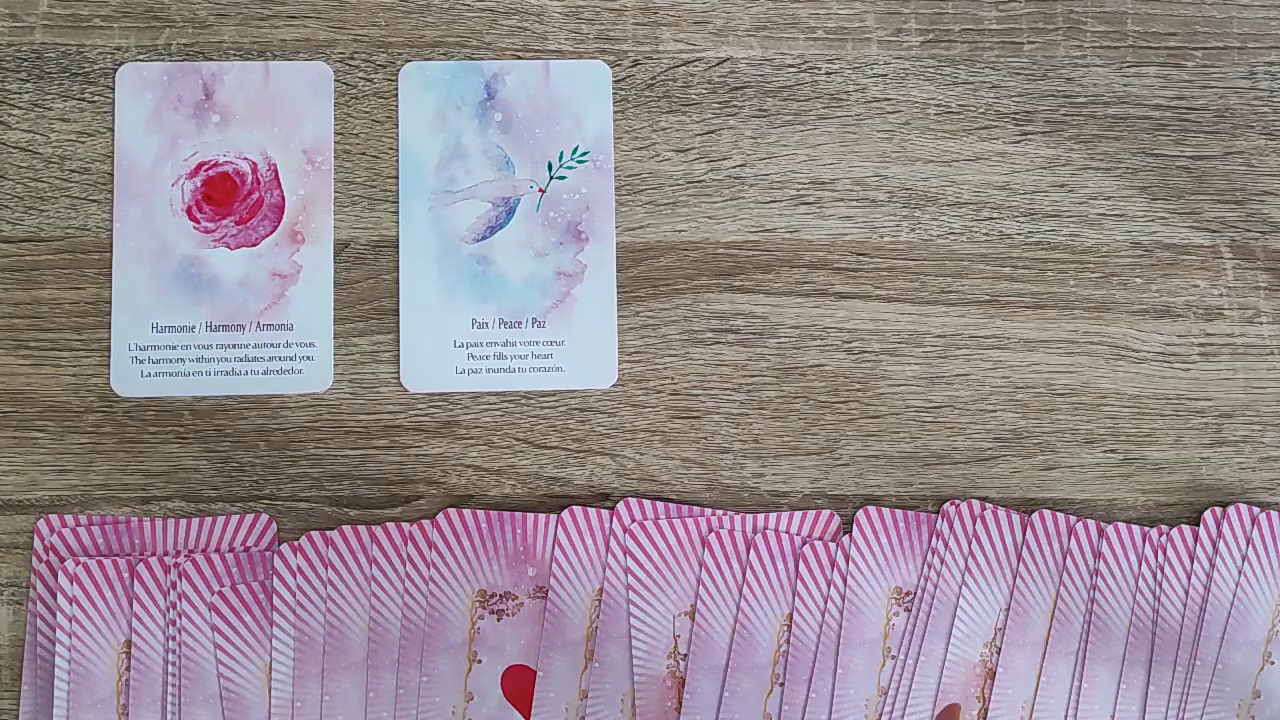 Harmonie / Harmony / Armonia
L'harmonie en vous rayonne autour de vous.
The harmony within you radiates around you.
La armonía en ti irradia a tu alrededor.
Paix / Peace / Paz
La paix envahit votre cœur.
Peace fills your heart
La paz inunda tu corazón.